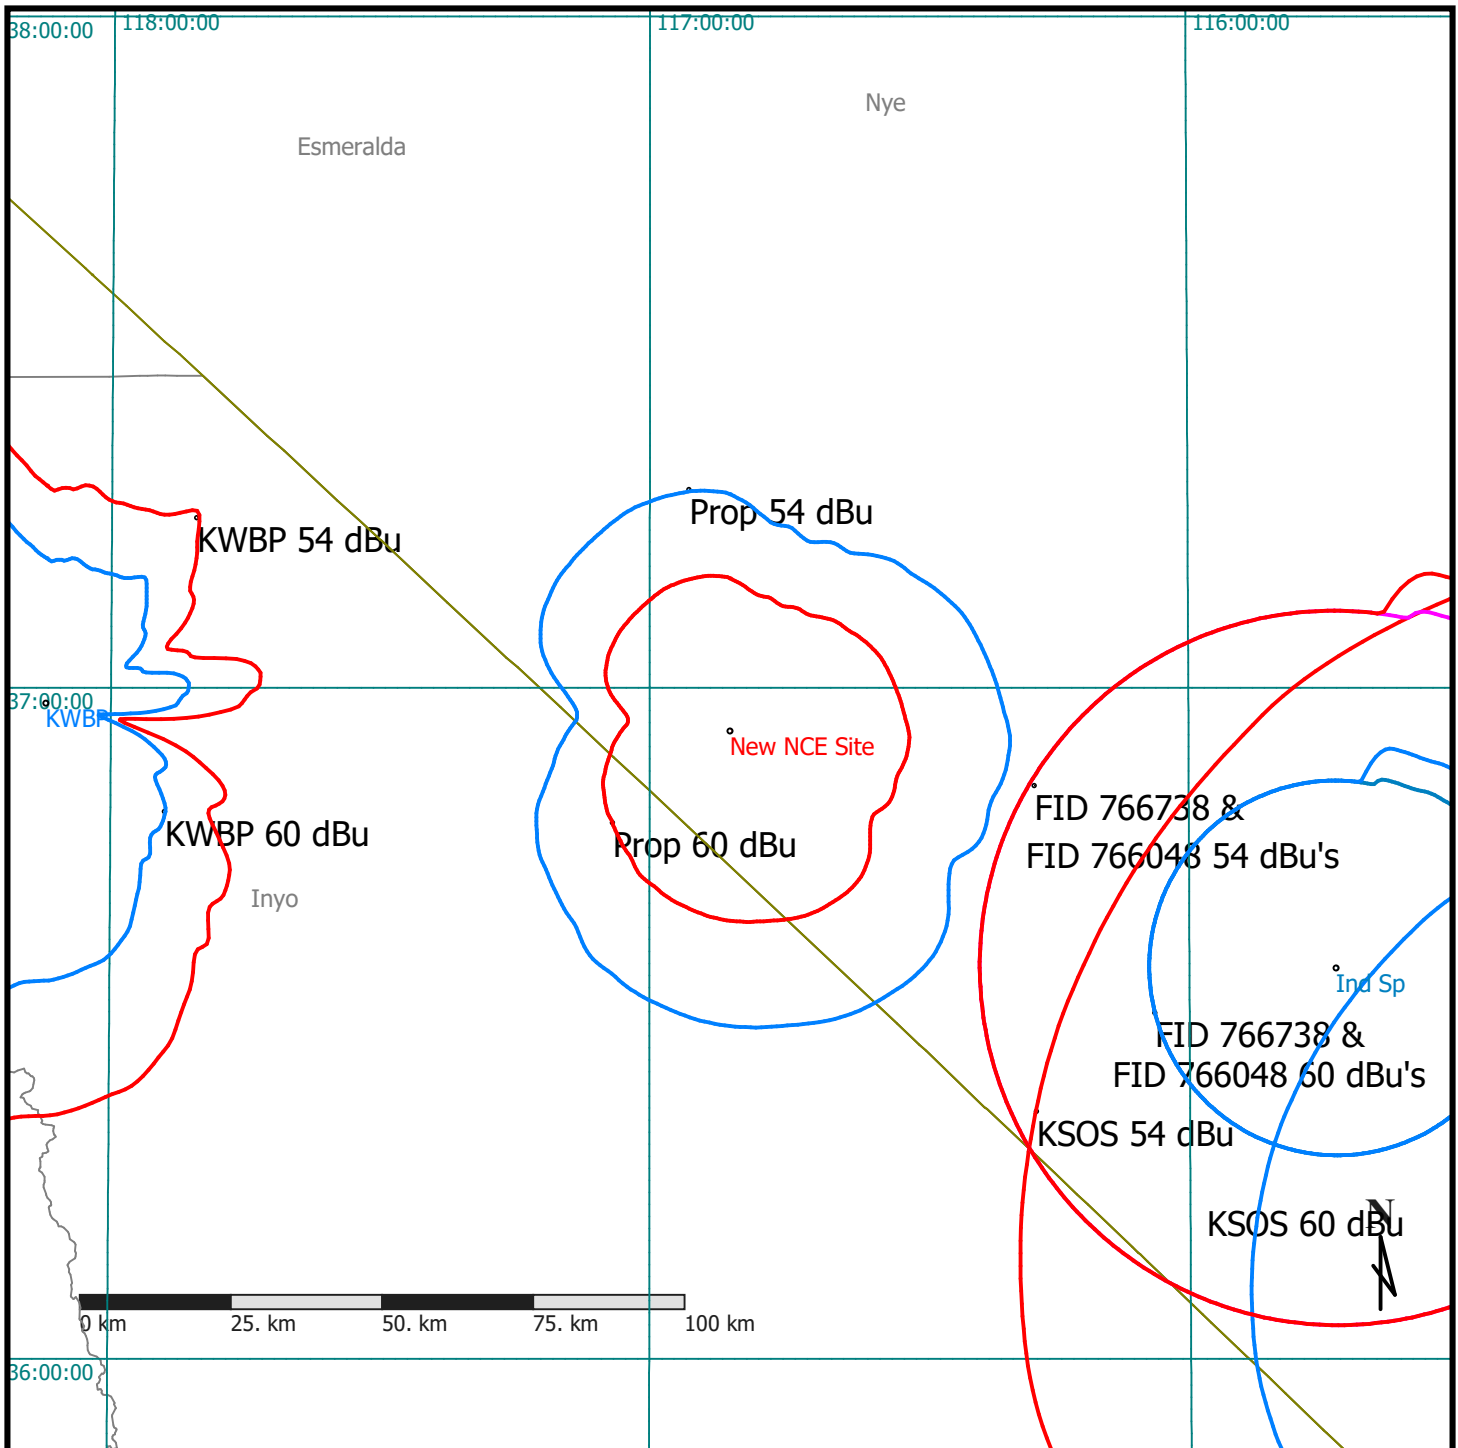 38:00:00
118:00:00
117:00:00
116:00:00
Nye
Esmeralda
Prop 54 dBu
KWBP 54 dBu
37:00:00
KWBP
New NCE Site
FID 766738 &
FID 766048 54 dBu's
KWBP 60 dBu
Prop 60 dBu
Inyo
Ind Sp
FID 766738 &
FID 766048 60 dBu's
KSOS 54 dBu
N
KSOS 60 dBu
0 km
25. km
50. km
75. km
100 km
36:00:00